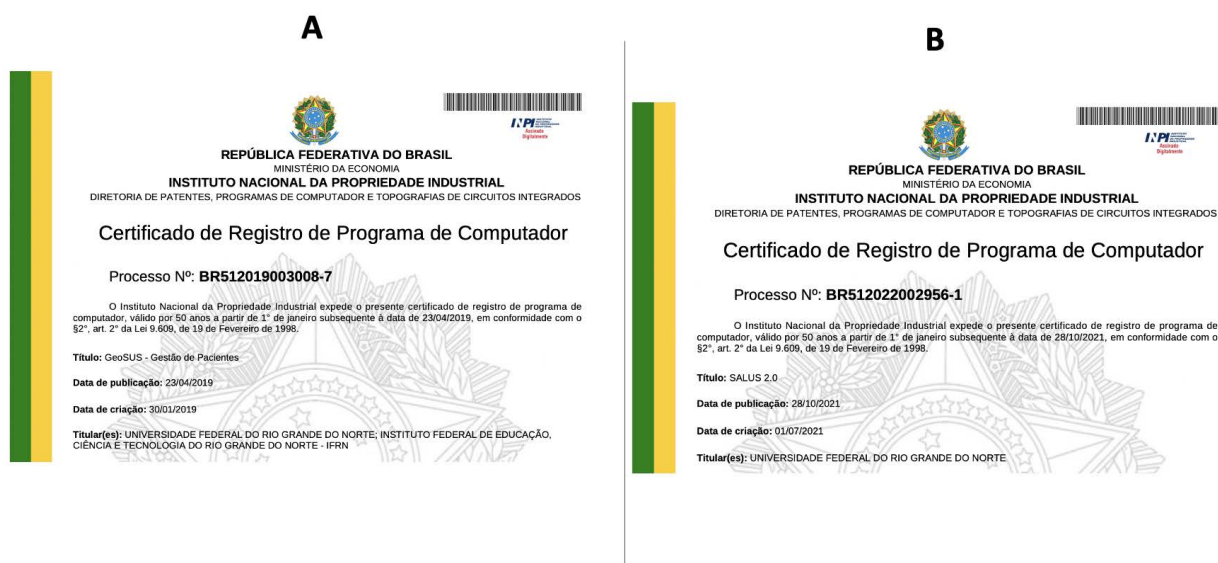 A
INPI
Assinado
Digitalmente
REPÚBLICA FEDERATIVA DO BRASIL
MINISTÉRIO DA ECONOMIA
INSTITUTO NACIONAL DA PROPRIEDADE INDUSTRIAL
DIRETORIA DE PATENTES, PROGRAMAS DE COMPUTADOR E TOPOGRAFIAS DE CIRCUITOS INTEGRADOS
Certificado de Registro de Programa de Computador
Processo Nº: BR512019003008-7
O Instituto Nacional da Propriedade Industrial expede o presente certificado de registro de programa de
computador, válido por 50 anos a partir de 1° de janeiro subsequente à data de 23/04/2019, em conformidade com o
§2°, art. 2° da Lei 9.609, de 19 de Fevereiro de 1998.
Título: GeoSUS - Gestão de Pacientes
Data de publicação: 23/04/2019
Data de criação: 30/01/2019
Titular(es): UNIVERSIDADE FEDERAL DO RIO GRANDE DO NORTE; INSTITUTO FEDERAL DE EDUCAÇÃO,
CIÊNCIA E TECNOLOGIA DO RIO GRANDE DO NORTE - IFRN
B
INPI
Assinado
Digitalmente
REPÚBLICA FEDERATIVA DO BRASIL
MINISTÉRIO DA ECONOMIA
INSTITUTO NACIONAL DA PROPRIEDADE INDUSTRIAL
DIRETORIA DE PATENTES, PROGRAMAS DE COMPUTADOR E TOPOGRAFIAS DE CIRCUITOS INTEGRADOS
Certificado de Registro de Programa de Computador
Processo Nº: BR512022002956-1
O Instituto Nacional da Propriedade Industrial expede o presente certificado de registro de programa de
computador, válido por 50 anos a partir de 1° de janeiro subsequente à data de 28/10/2021, em conformidade com o
§2°, art. 2° da Lei 9.609, de 19 de Fevereiro de 1998.
Título: SALUS 2.0
Data de publicação: 28/10/2021
Data de criação: 01/07/2021
Titular(es): UNIVERSIDADE FEDERAL DO RIO GRANDE DO NORTE